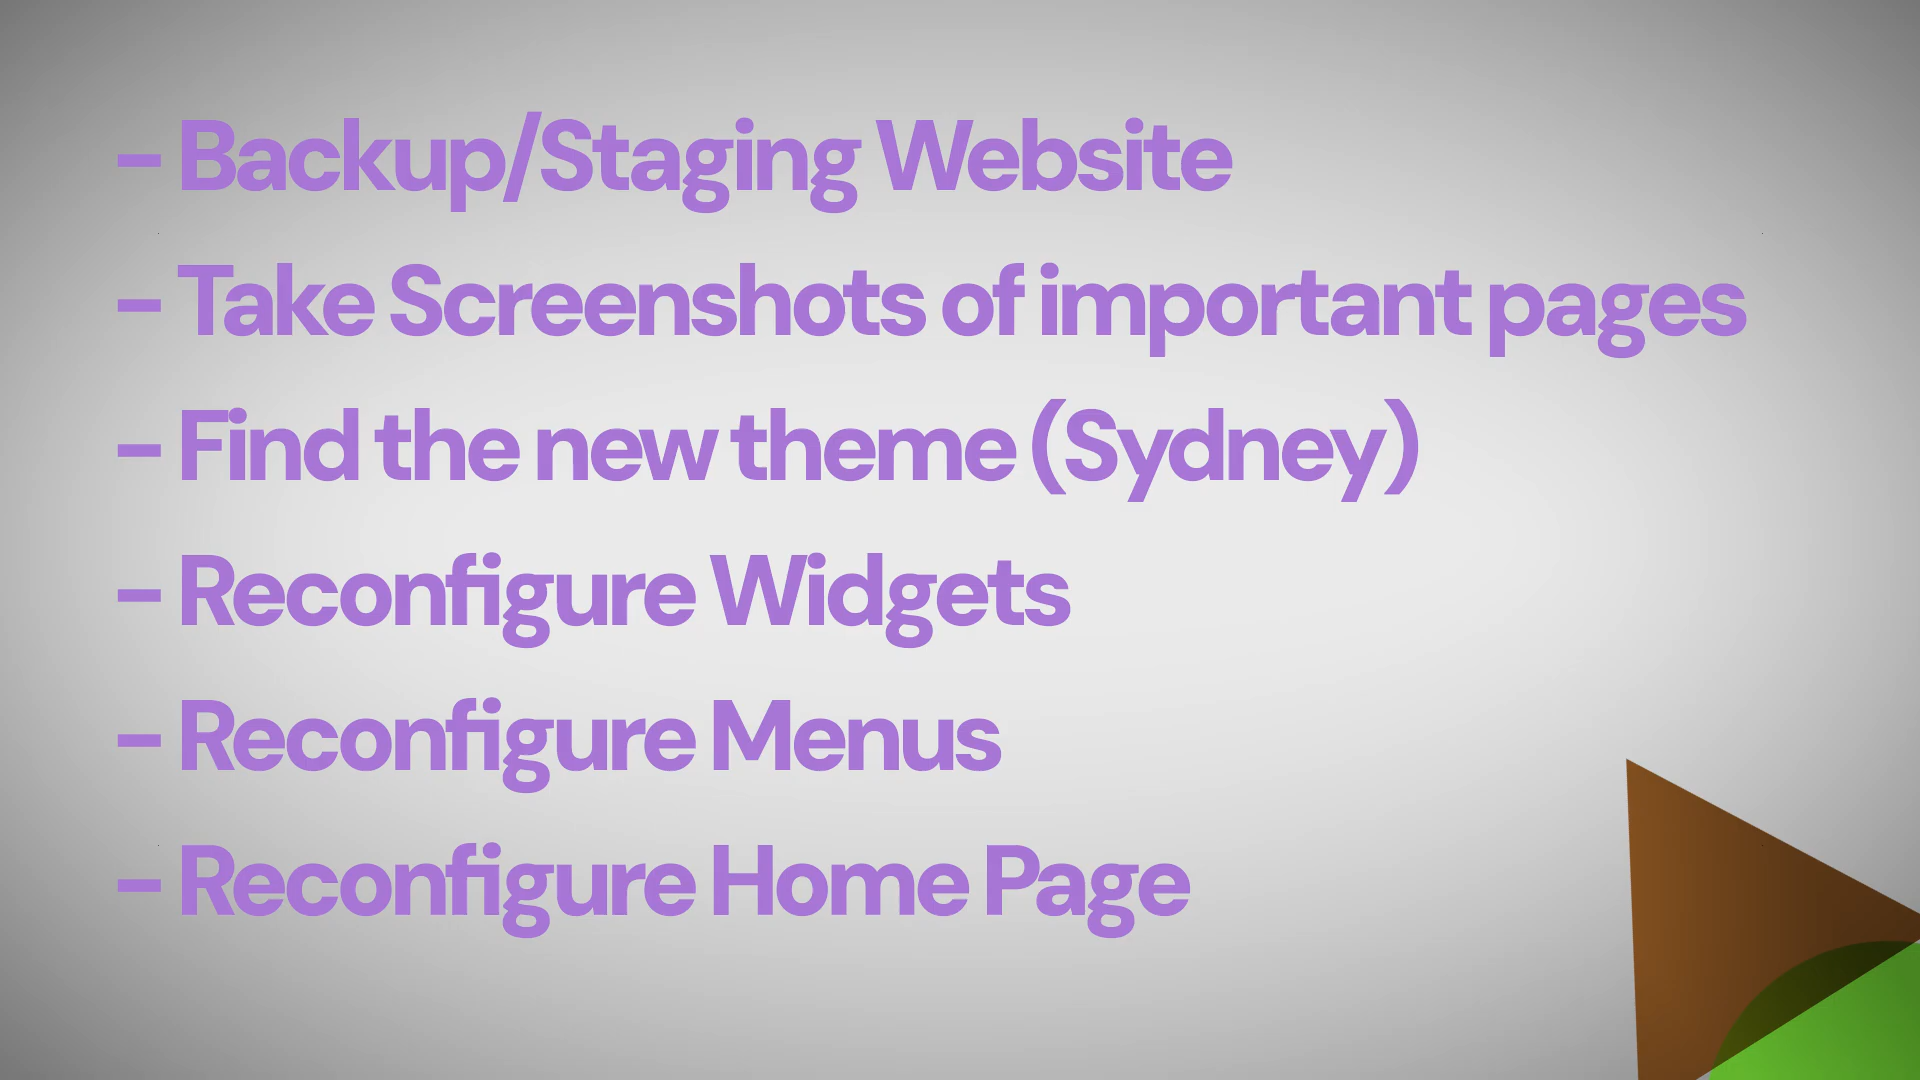 - Backup/Staging Website
- Take Screenshots of important pages
- Find the new theme (Sydney)
- Reconfigure Widgets
- Reconfigure Menus
- Reconfigure Home Page